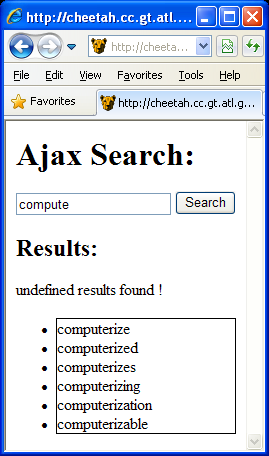 http://cheetah.cc.gt.atl....
http://cheeta...
File Edit View Favorites Tools Help
Favorites http://cheetah.cc.gt.atl.g...
Ajax Search:
compute Search
Results:
undefined results found !
computerize
computerized
computerizes
computerizing
computerization
computerizable